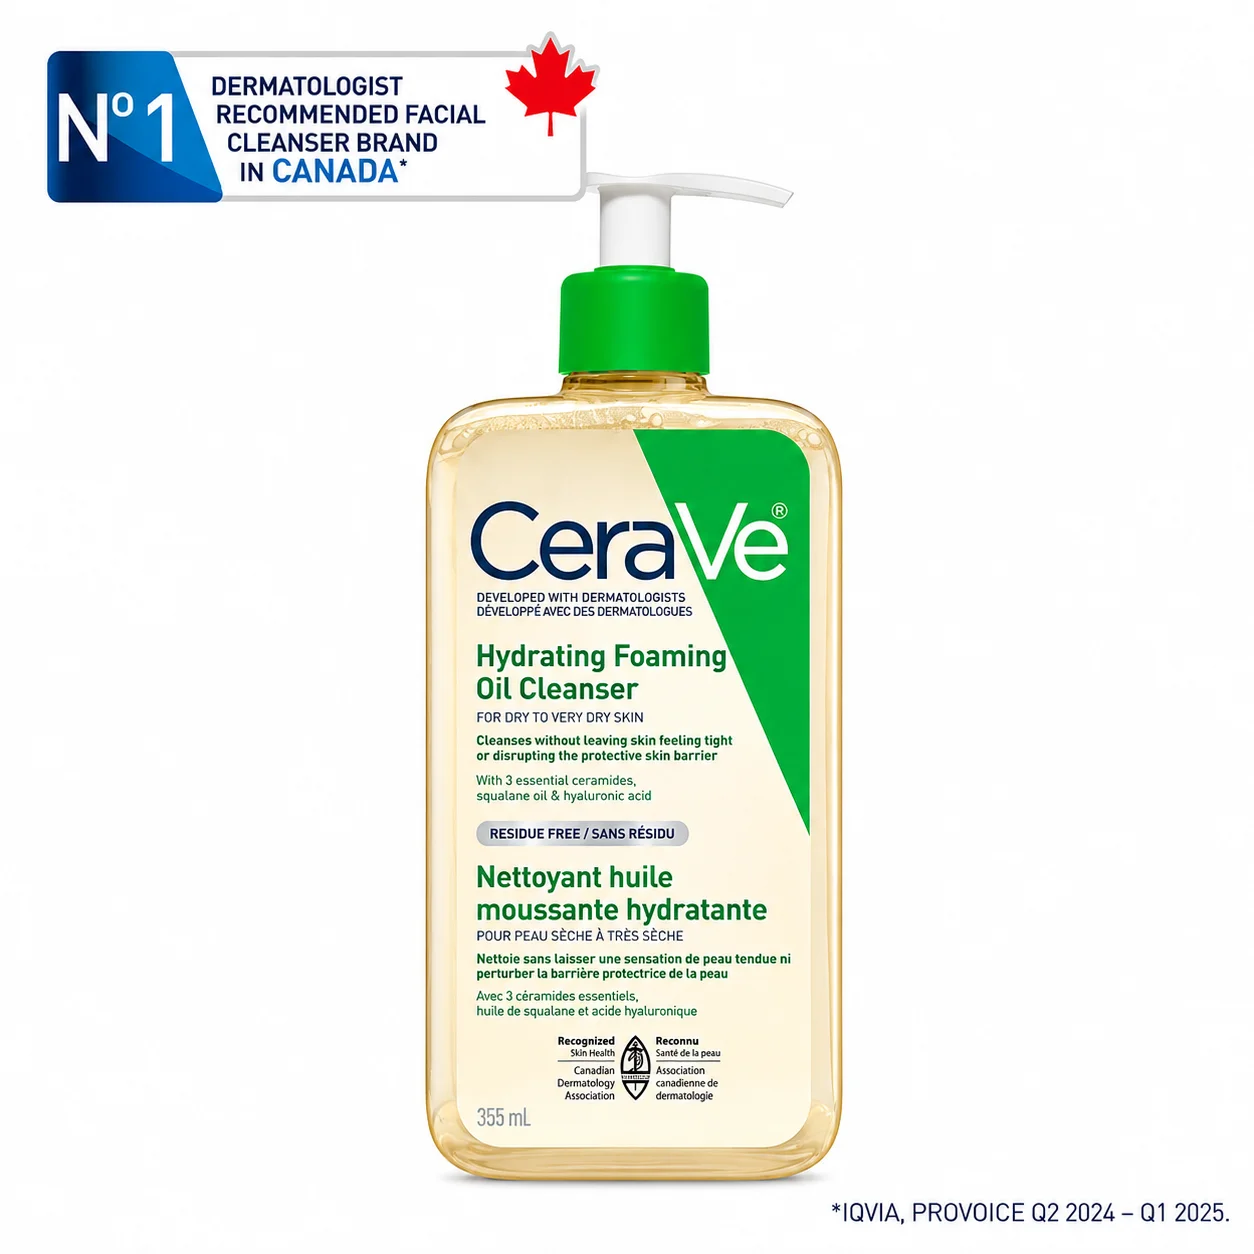 Nº 1
DERMATOLOGIST
RECOMMENDED FACIAL
CLEANSER BRAND
IN CANADA*
CeraVe®
DEVELOPED WITH DERMATOLOGISTS
DÉVELOPPÉ AVEC DES DERMATOLOGUES
Hydrating Foaming
Oil Cleanser
FOR DRY TO VERY DRY SKIN
Cleanses without leaving skin feeling tight
or disrupting the protective skin barrier
With 3 essential ceramides,
squalane oil & hyaluronic acid
RESIDUE FREE / SANS RÉSIDU
Nettoyant huile
moussante hydratante
POUR PEAU SÈCHE À TRÈS SÈCHE
Nettoie sans laisser une sensation de peau tendue ni
perturber la barrière protectrice de la peau
Avec 3 céramides essentiels,
huile de squalane et acide hyaluronique
Recognized
Skin Health
Canadian
Dermatology
Association
Reconnu
Santé de la peau
Association
canadienne de
dermatologie
355 mL
*IQVIA, PROVOICE Q2 2024 – Q1 2025.